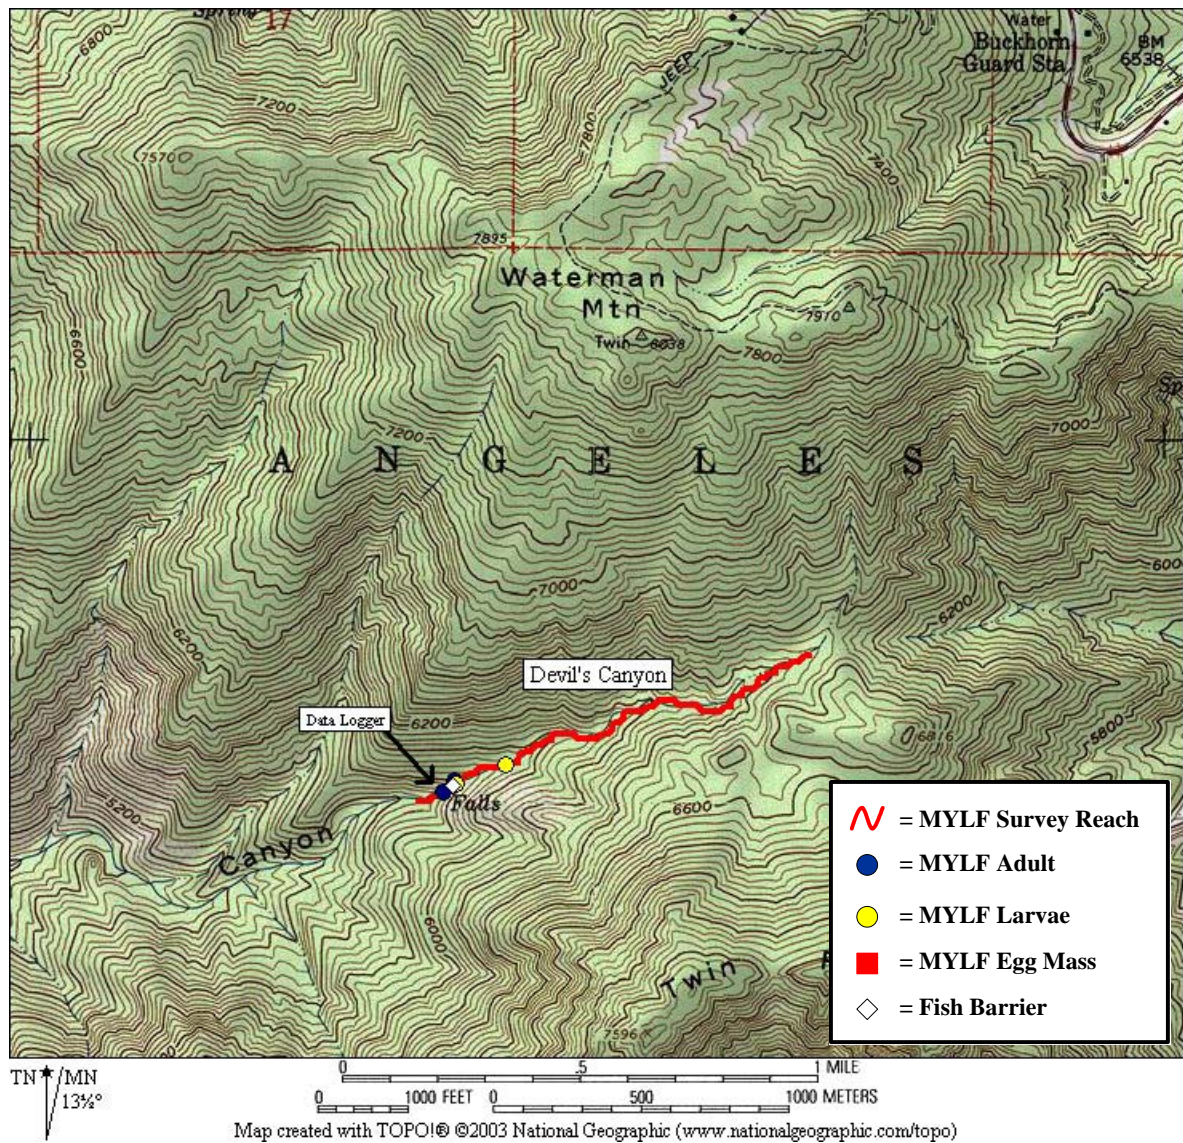 Spring
17
6800
7200
7570
JEEP
7800
7400
Water
Buckhorn
Guard Sta
BM
6538
7895
Waterman
Mtn
Twin
8038
7910
7800
6600
Sp
7200
7000
A N G E L E S
7000
6000
6200
6200
Devil's Canyon
Data Logger
6200
Falls
Canyon
5200
6816
5800
6600
6000
Twin
7596
= MYLF Survey Reach
= MYLF Adult
= MYLF Larvae
= MYLF Egg Mass
= Fish Barrier
TN MN
13½°
0 .5 1 MILE
0 1000 FEET 0 500 1000 METERS
Map created with TOPO!® ©2003 National Geographic (www.nationalgeographic.com/topo)